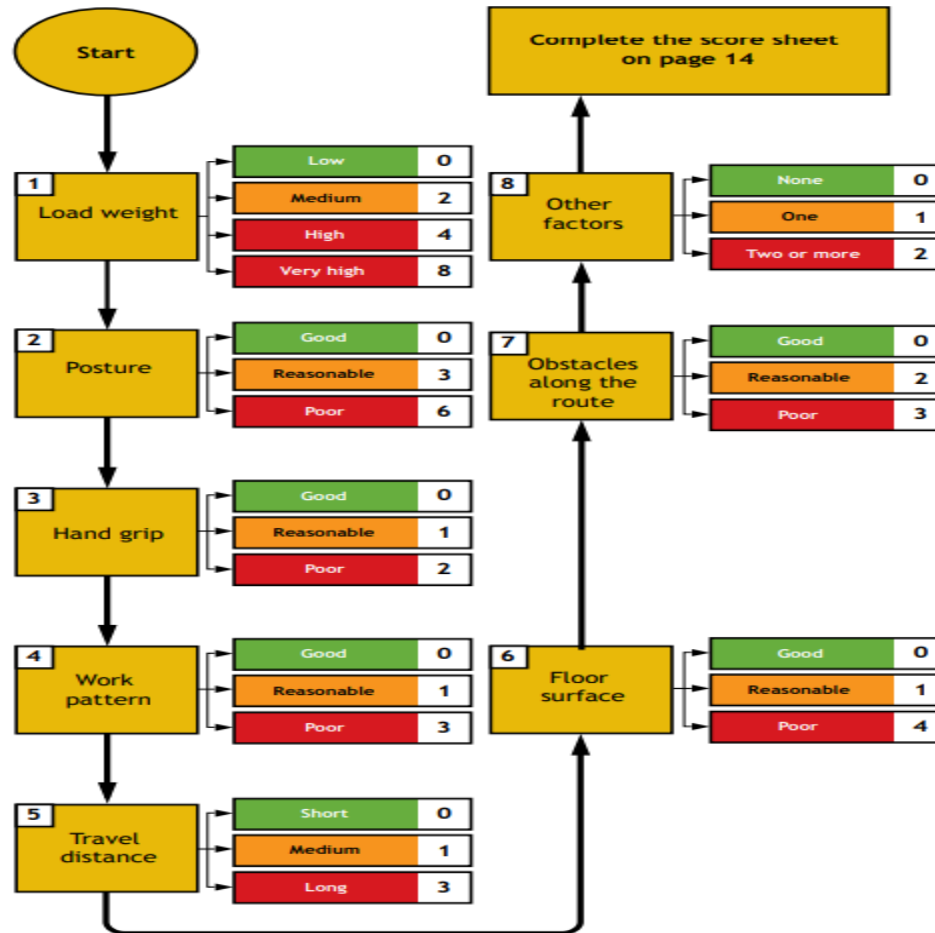 Start
1
Load weight
Low 0
Medium 2
High 4
Very high 8
2
Posture
Good 0
Reasonable 3
Poor 6
3
Hand grip
Good 0
Reasonable 1
Poor 2
4
Work
pattern
Good 0
Reasonable 1
Poor 3
5
Travel
distance
Short 0
Medium 1
Long 3
6
Floor
surface
Good 0
Reasonable 1
Poor 4
7
Obstacles
along the
route
Good 0
Reasonable 2
Poor 3
8
Other
factors
None 0
One 1
Two or more 2
Complete the score sheet
on page 14